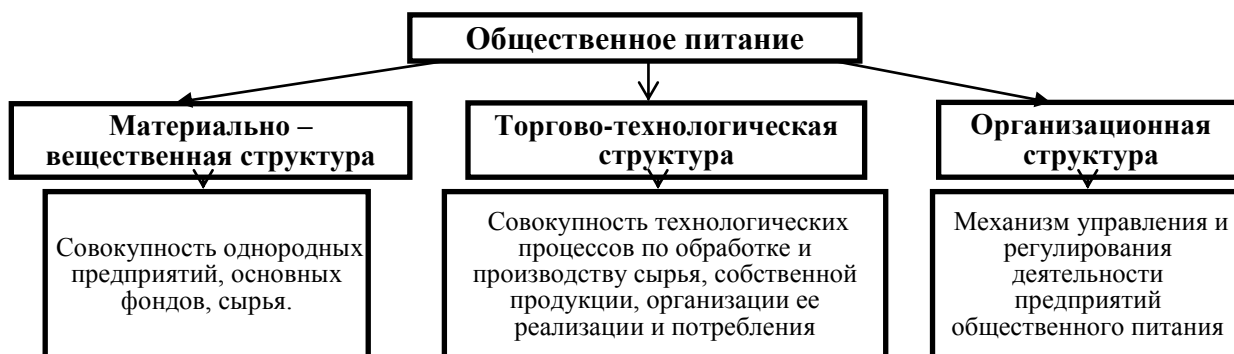 Общественное питание
Материально –
вещественная структура
Торгово-технологическая
структура
Организационная
структура
Совокупность однородных
предприятий, основных
фондов, сырья.
Совокупность технологических
процессов по обработке и
производству сырья, собственной
продукции, организации ее
реализации и потребления
Механизм управления и
регулирования
деятельности
предприятий
общественного питания